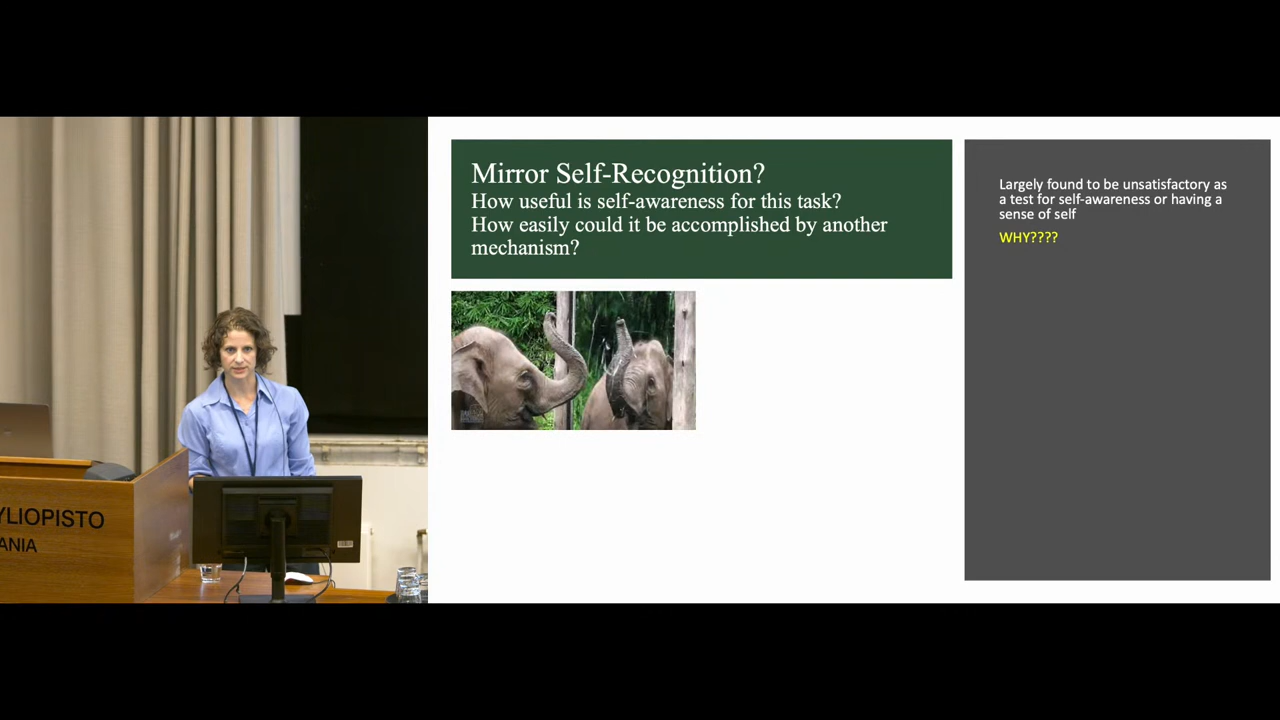 YLIOPISTO
ANIA
Mirror Self-Recognition?
How useful is self-awareness for this task?
How easily could it be accomplished by another
mechanism?
Largely found to be unsatisfactory as
a test for self-awareness or having a
sense of self
WHY????